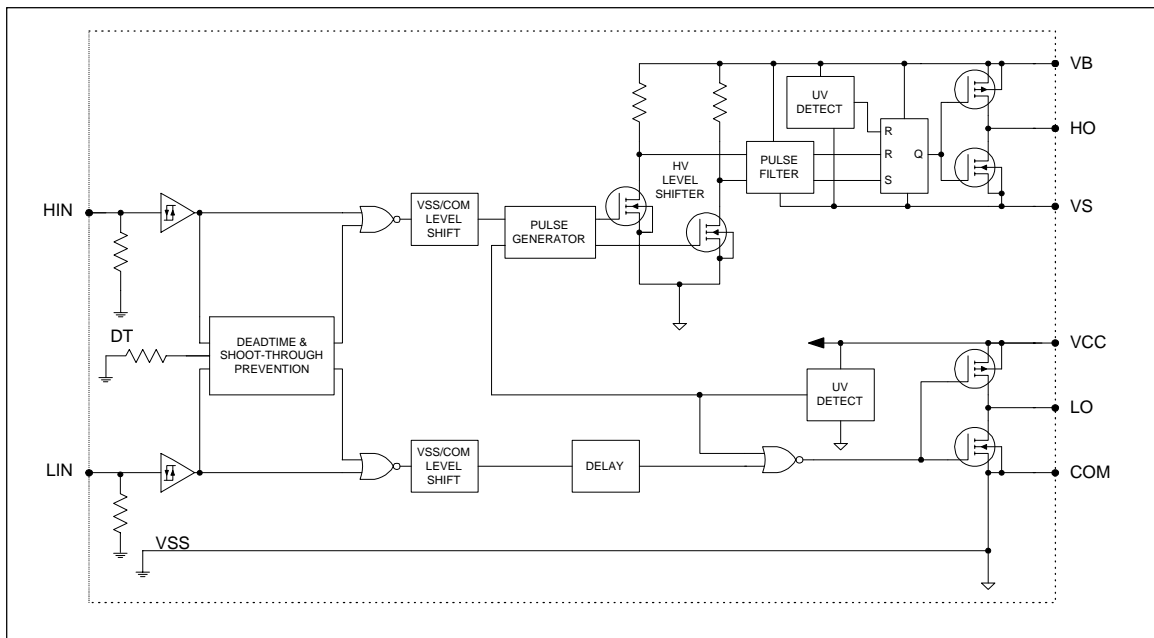 VB
UV
DETECT
R
R
S
Q
HO
PULSE
FILTER
HV
LEVEL
SHIFTER
HIN
VSS/COM
LEVEL
SHIFT
PULSE
GENERATOR
VS
DT
DEADTIME &
SHOOT-THROUGH
PREVENTION
VCC
UV
DETECT
LO
LIN
VSS/COM
LEVEL
SHIFT
DELAY
COM
VSS